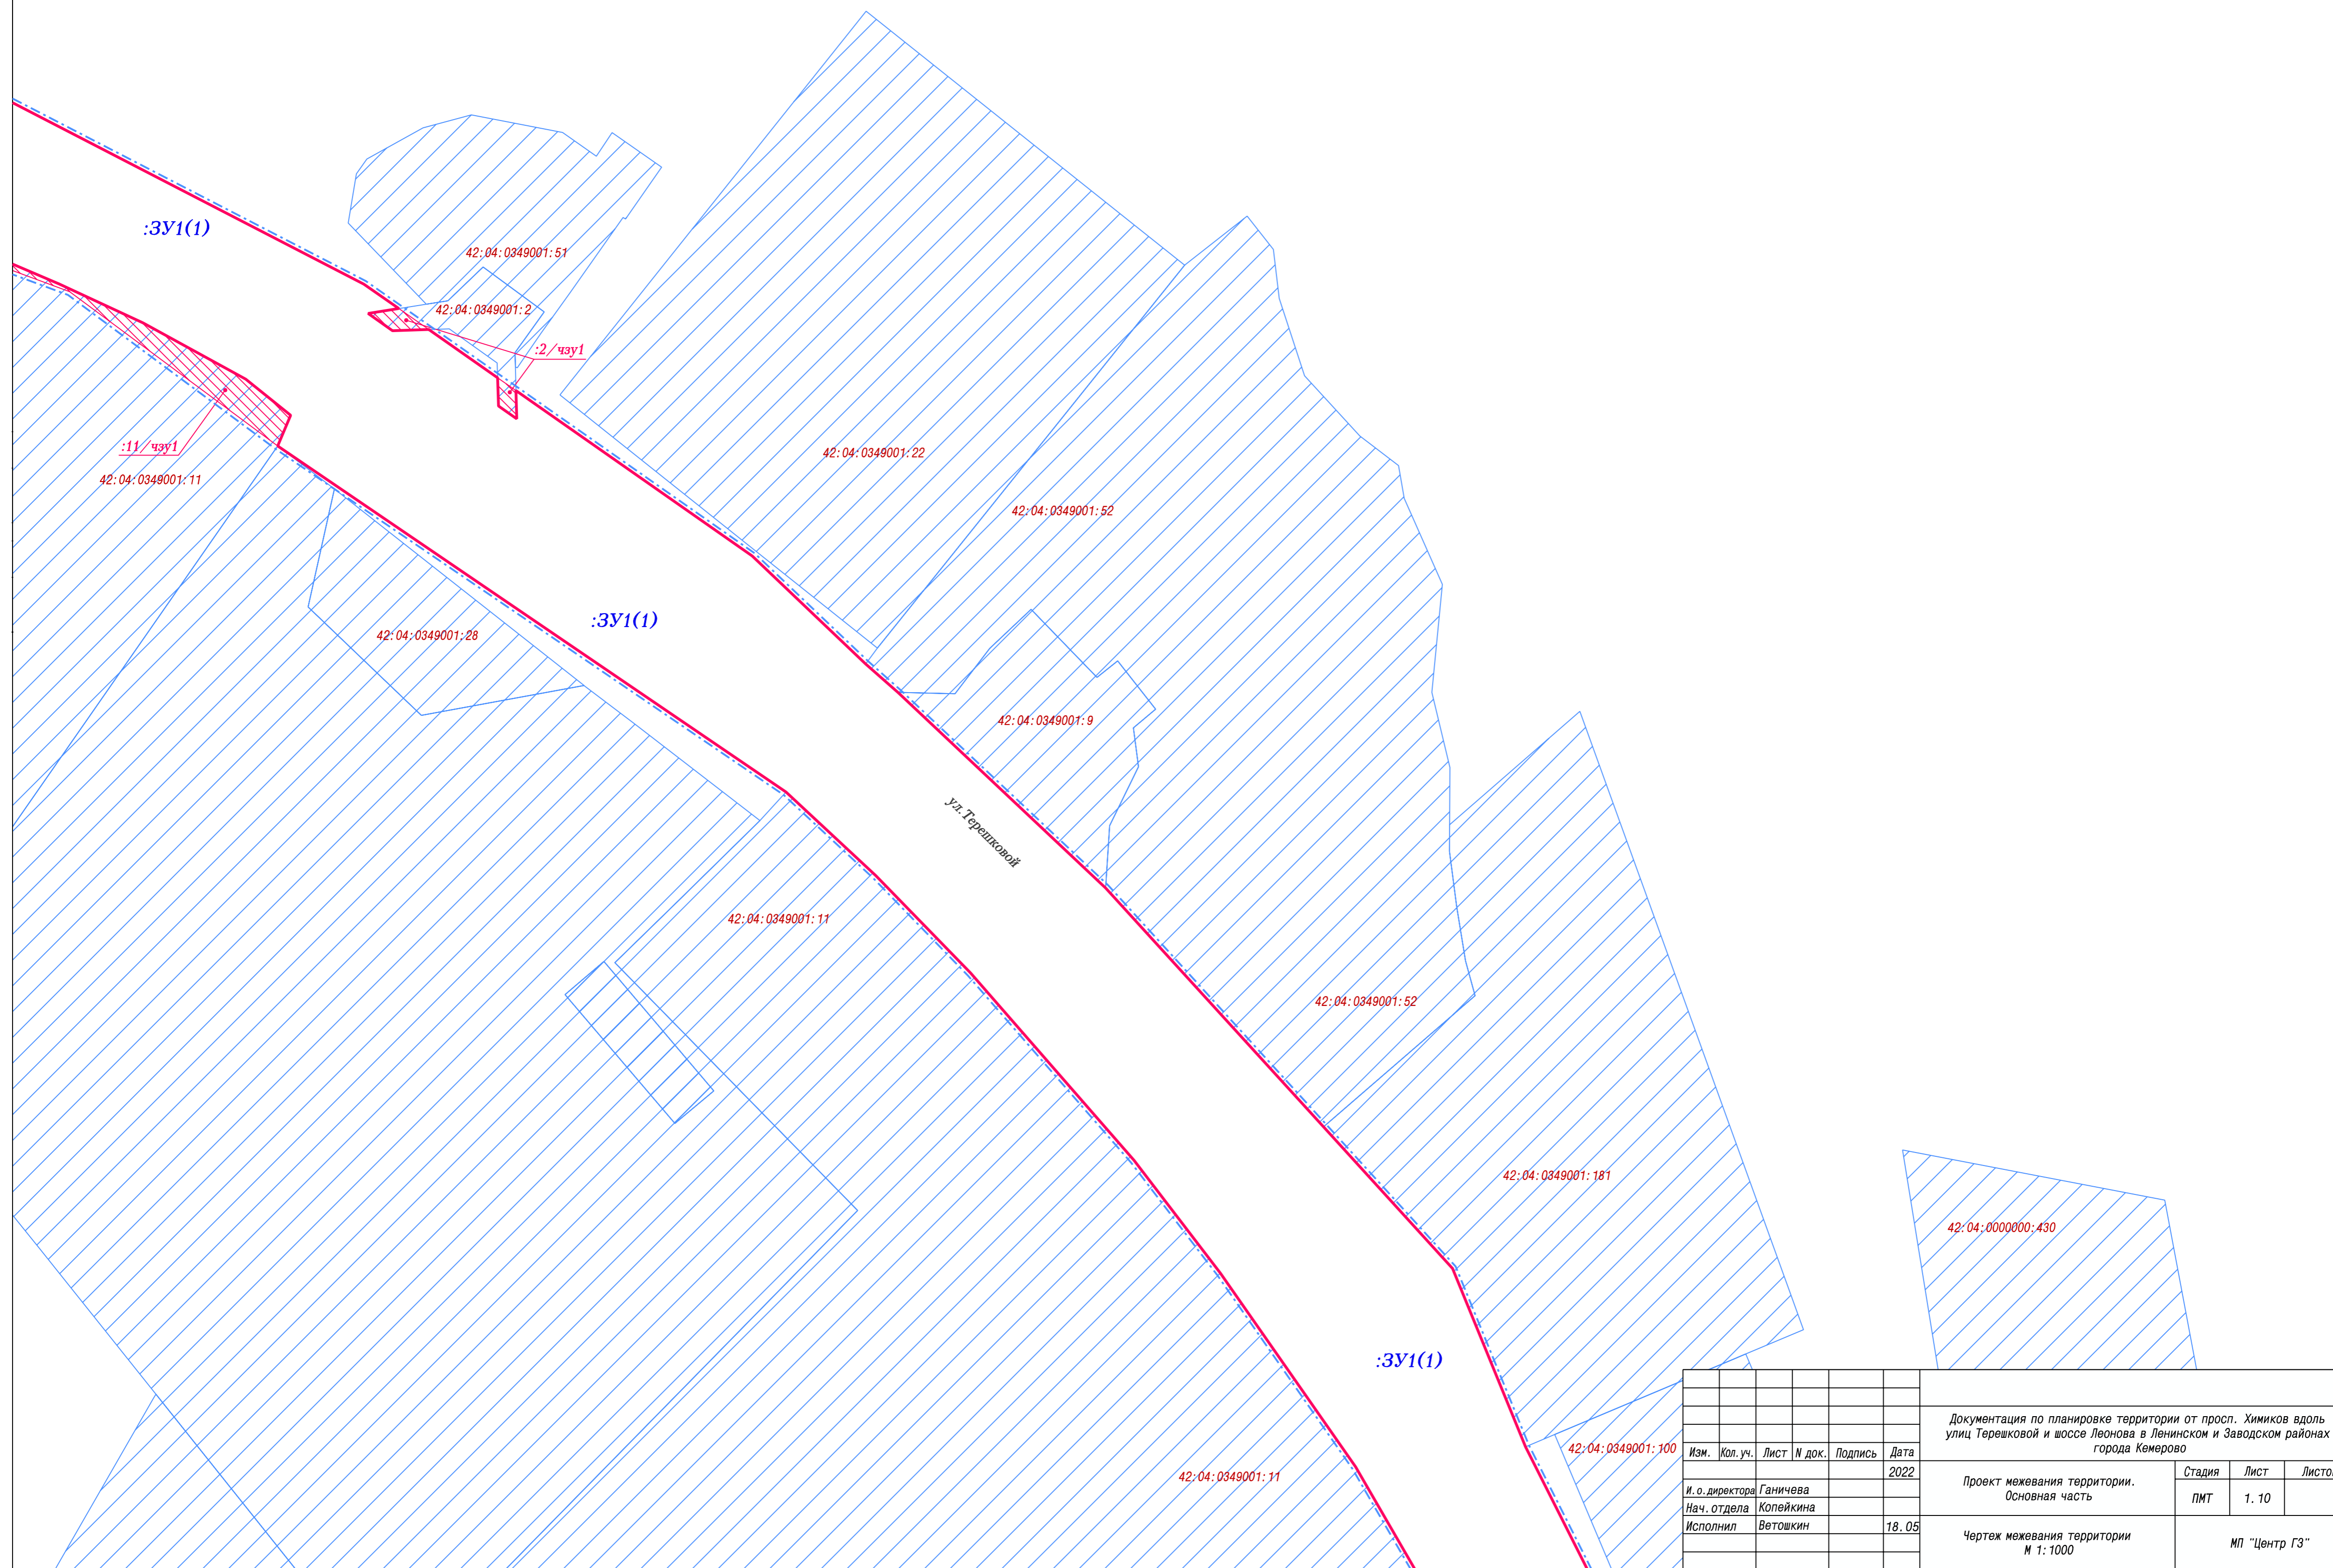 :ЗУ1(1)
42:04:0349001:51
42:04:0349001:2
:2/чзу1
:11/чзу1
42:04:0349001:11
42:04:0349001:22
42:04:0349001:52
:ЗУ1(1)
42:04:0349001:28
42:04:0349001:9
ул.Терешковой
42:04:0349001:11
42:04:0349001:52
42:04:0349001:181
42:04:0000000:430
:ЗУ1(1)
42:04:0349001:100
42:04:0349001:11
Документация по планировке территории от просп. Химиков вдоль
улиц Терешковой и шоссе Леонова в Ленинском и Заводском районах
города Кемерово
Изм. Кол.уч. Лист N док. Подпись Дата
2022
Проект межевания территории.
Основная часть
Стадия Лист
ПМТ 1.10
И.о.директора Ганичева
Нач.отдела Копейкина
Исполнил Ветошкин 18.05
Чертеж межевания территории
М 1:1000
МП "Центр ГЗ"